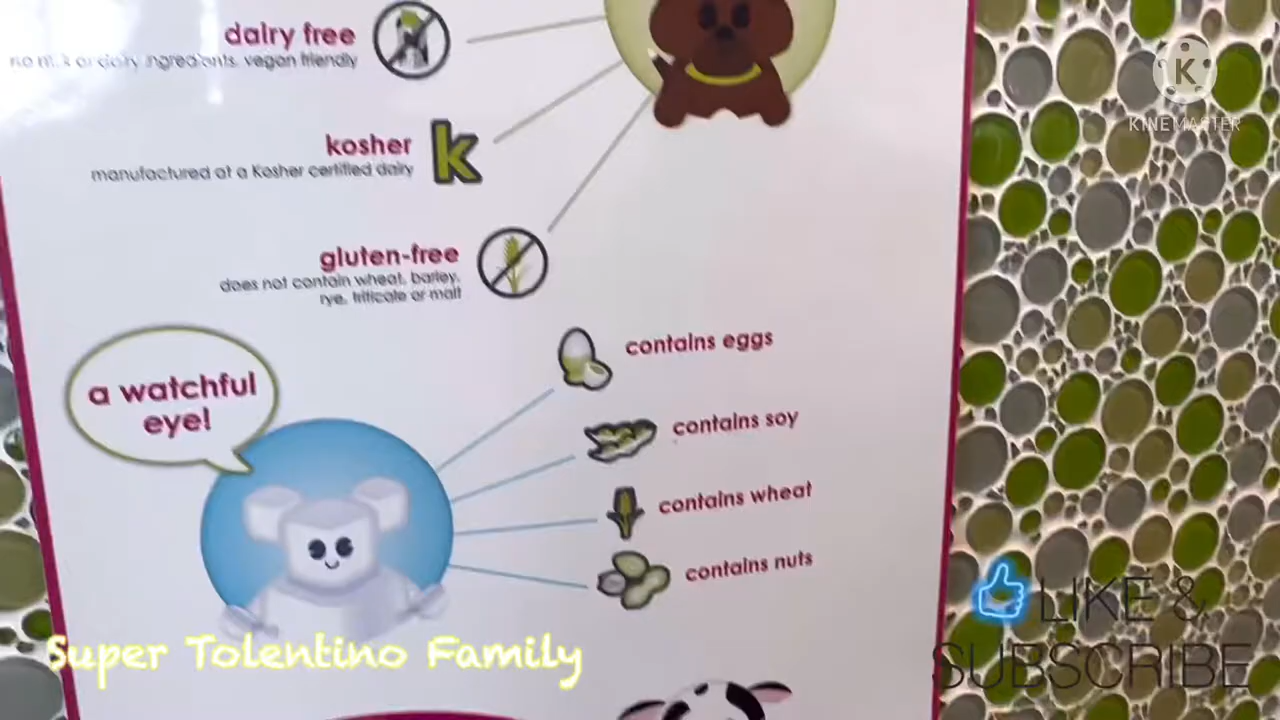 dairy free
no milk or dairy ingredients, vegan friendly
K
KINEMASTER
kosher
k
manufactured at a Kosher certified dairy
gluten-free
does not contain wheat, barley,
rye, triticale or malt
a watchful
eye!
contains eggs
contains soy
contains wheat
contains nuts
LIKE &
SUBSCRIBE
Super Tolentino Family